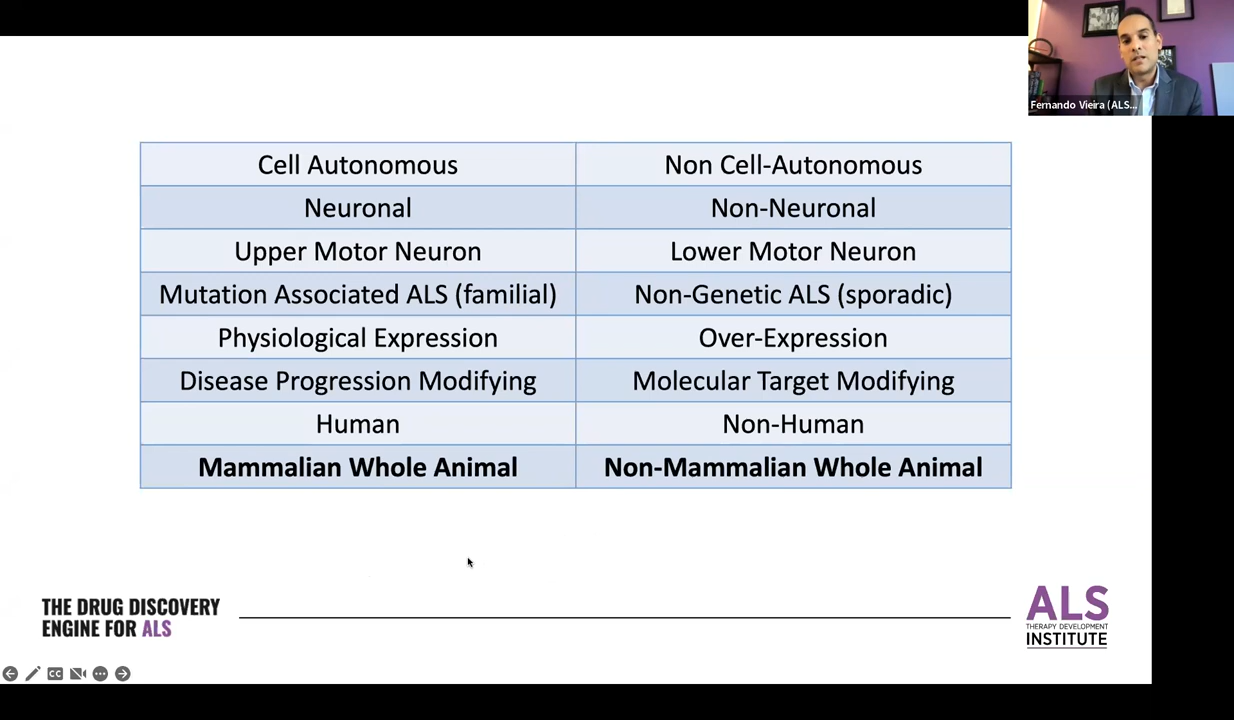 Fernando Vieira (ALS...
Cell Autonomous
Non Cell-Autonomous
Neuronal
Non-Neuronal
Upper Motor Neuron
Lower Motor Neuron
Mutation Associated ALS (familial)
Non-Genetic ALS (sporadic)
Physiological Expression
Over-Expression
Disease Progression Modifying
Molecular Target Modifying
Human
Non-Human
Mammalian Whole Animal
Non-Mammalian Whole Animal
THE DRUG DISCOVERY
ENGINE FOR ALS
ALS
THERAPY DEVELOPMENT
INSTITUTE
CC